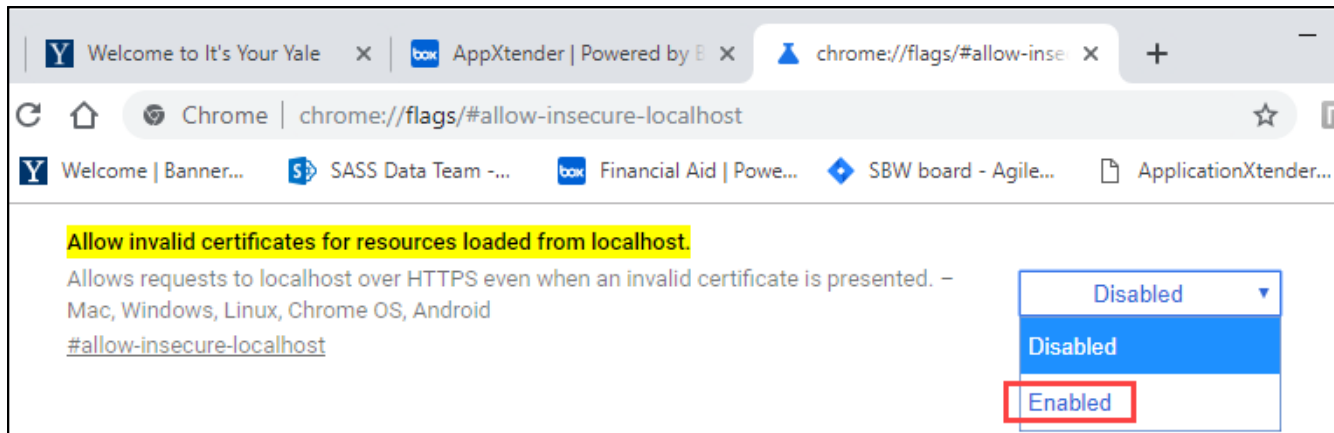 Y Welcome to It's Your Yale
box AppXtender | Powered by B
chrome://flags/#allow-inse
Chrome | chrome://flags/#allow-insecure-localhost
Y Welcome | Banner...
S SASS Data Team -...
box Financial Aid | Powe...
SBW board - Agile...
ApplicationXtender...
Allow invalid certificates for resources loaded from localhost.
Allows requests to localhost over HTTPS even when an invalid certificate is presented. –
Mac, Windows, Linux, Chrome OS, Android
#allow-insecure-localhost
Disabled
Disabled
Enabled